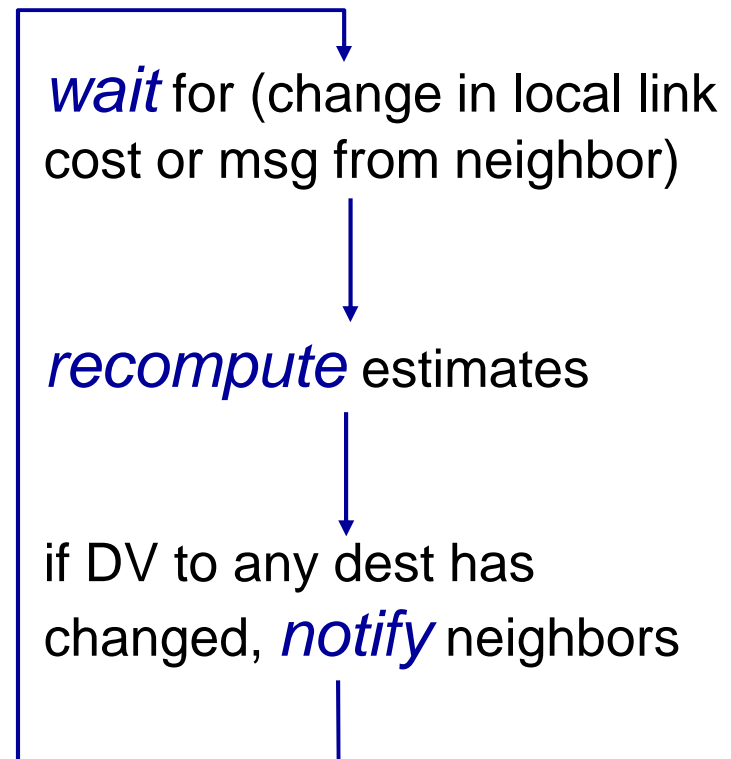 wait for (change in local link
cost or msg from neighbor)
recompute estimates
if DV to any dest has
changed, notify neighbors